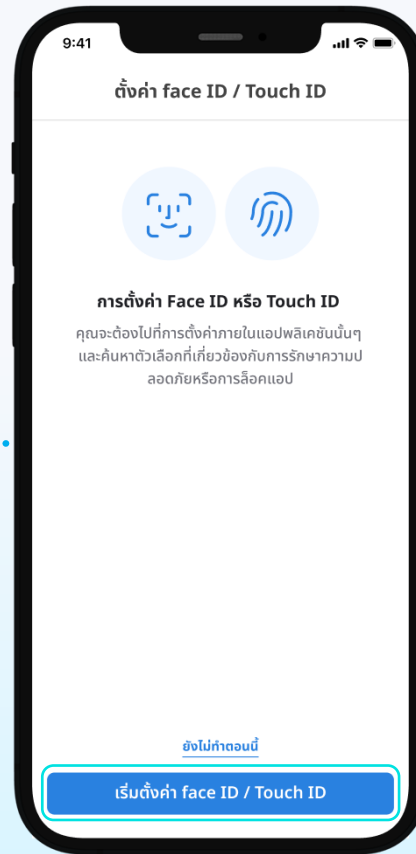 9:41
ตั้งค่า face ID / Touch ID
การตั้งค่า Face ID หรือ Touch ID
คุณจะต้องไปที่การตั้งค่าภายในแอปพลิเคชันนั้นๆ
และค้นหาตัวเลือกที่เกี่ยวข้องกับการรักษาความป
ลอดภัยหรือการล็อคแอป
ยังไม่ทำตอนนี้
เริ่มตั้งค่า face ID / Touch ID